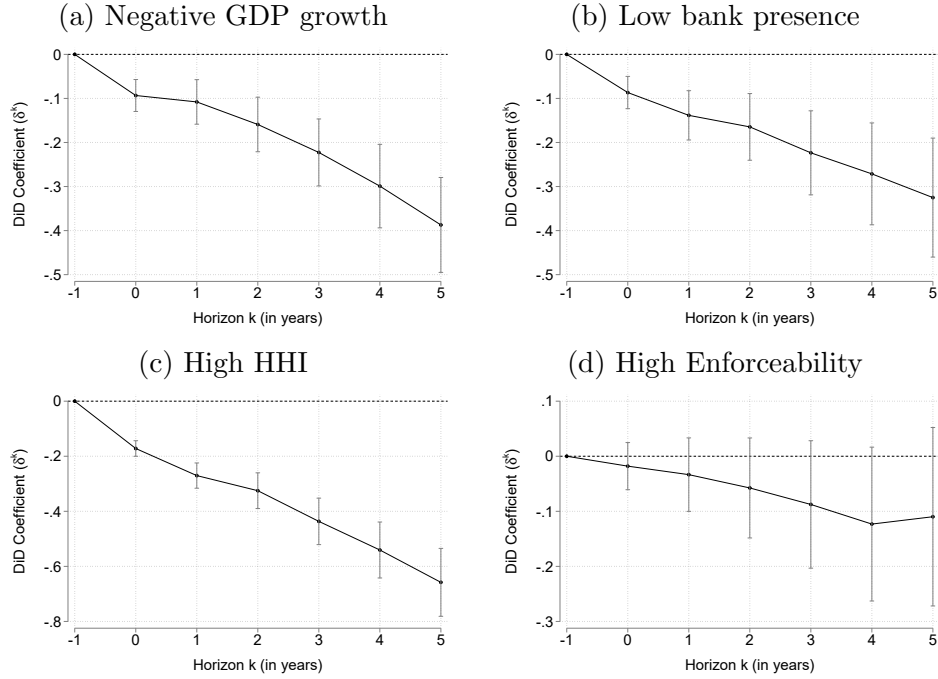 (a) Negative GDP growth
0
-.1
-.2
-.3
-.4
-.5
DiD Coefficient (δᵏ)
-1 0 1 2 3 4 5
Horizon k (in years)
(b) Low bank presence
0
-.1
-.2
-.3
-.4
-.5
DiD Coefficient (δᵏ)
-1 0 1 2 3 4 5
Horizon k (in years)
(c) High HHI
0
-.2
-.4
-.6
-.8
DiD Coefficient (δᵏ)
-1 0 1 2 3 4 5
Horizon k (in years)
(d) High Enforceability
.1
0
-.1
-.2
-.3
DiD Coefficient (δᵏ)
-1 0 1 2 3 4 5
Horizon k (in years)